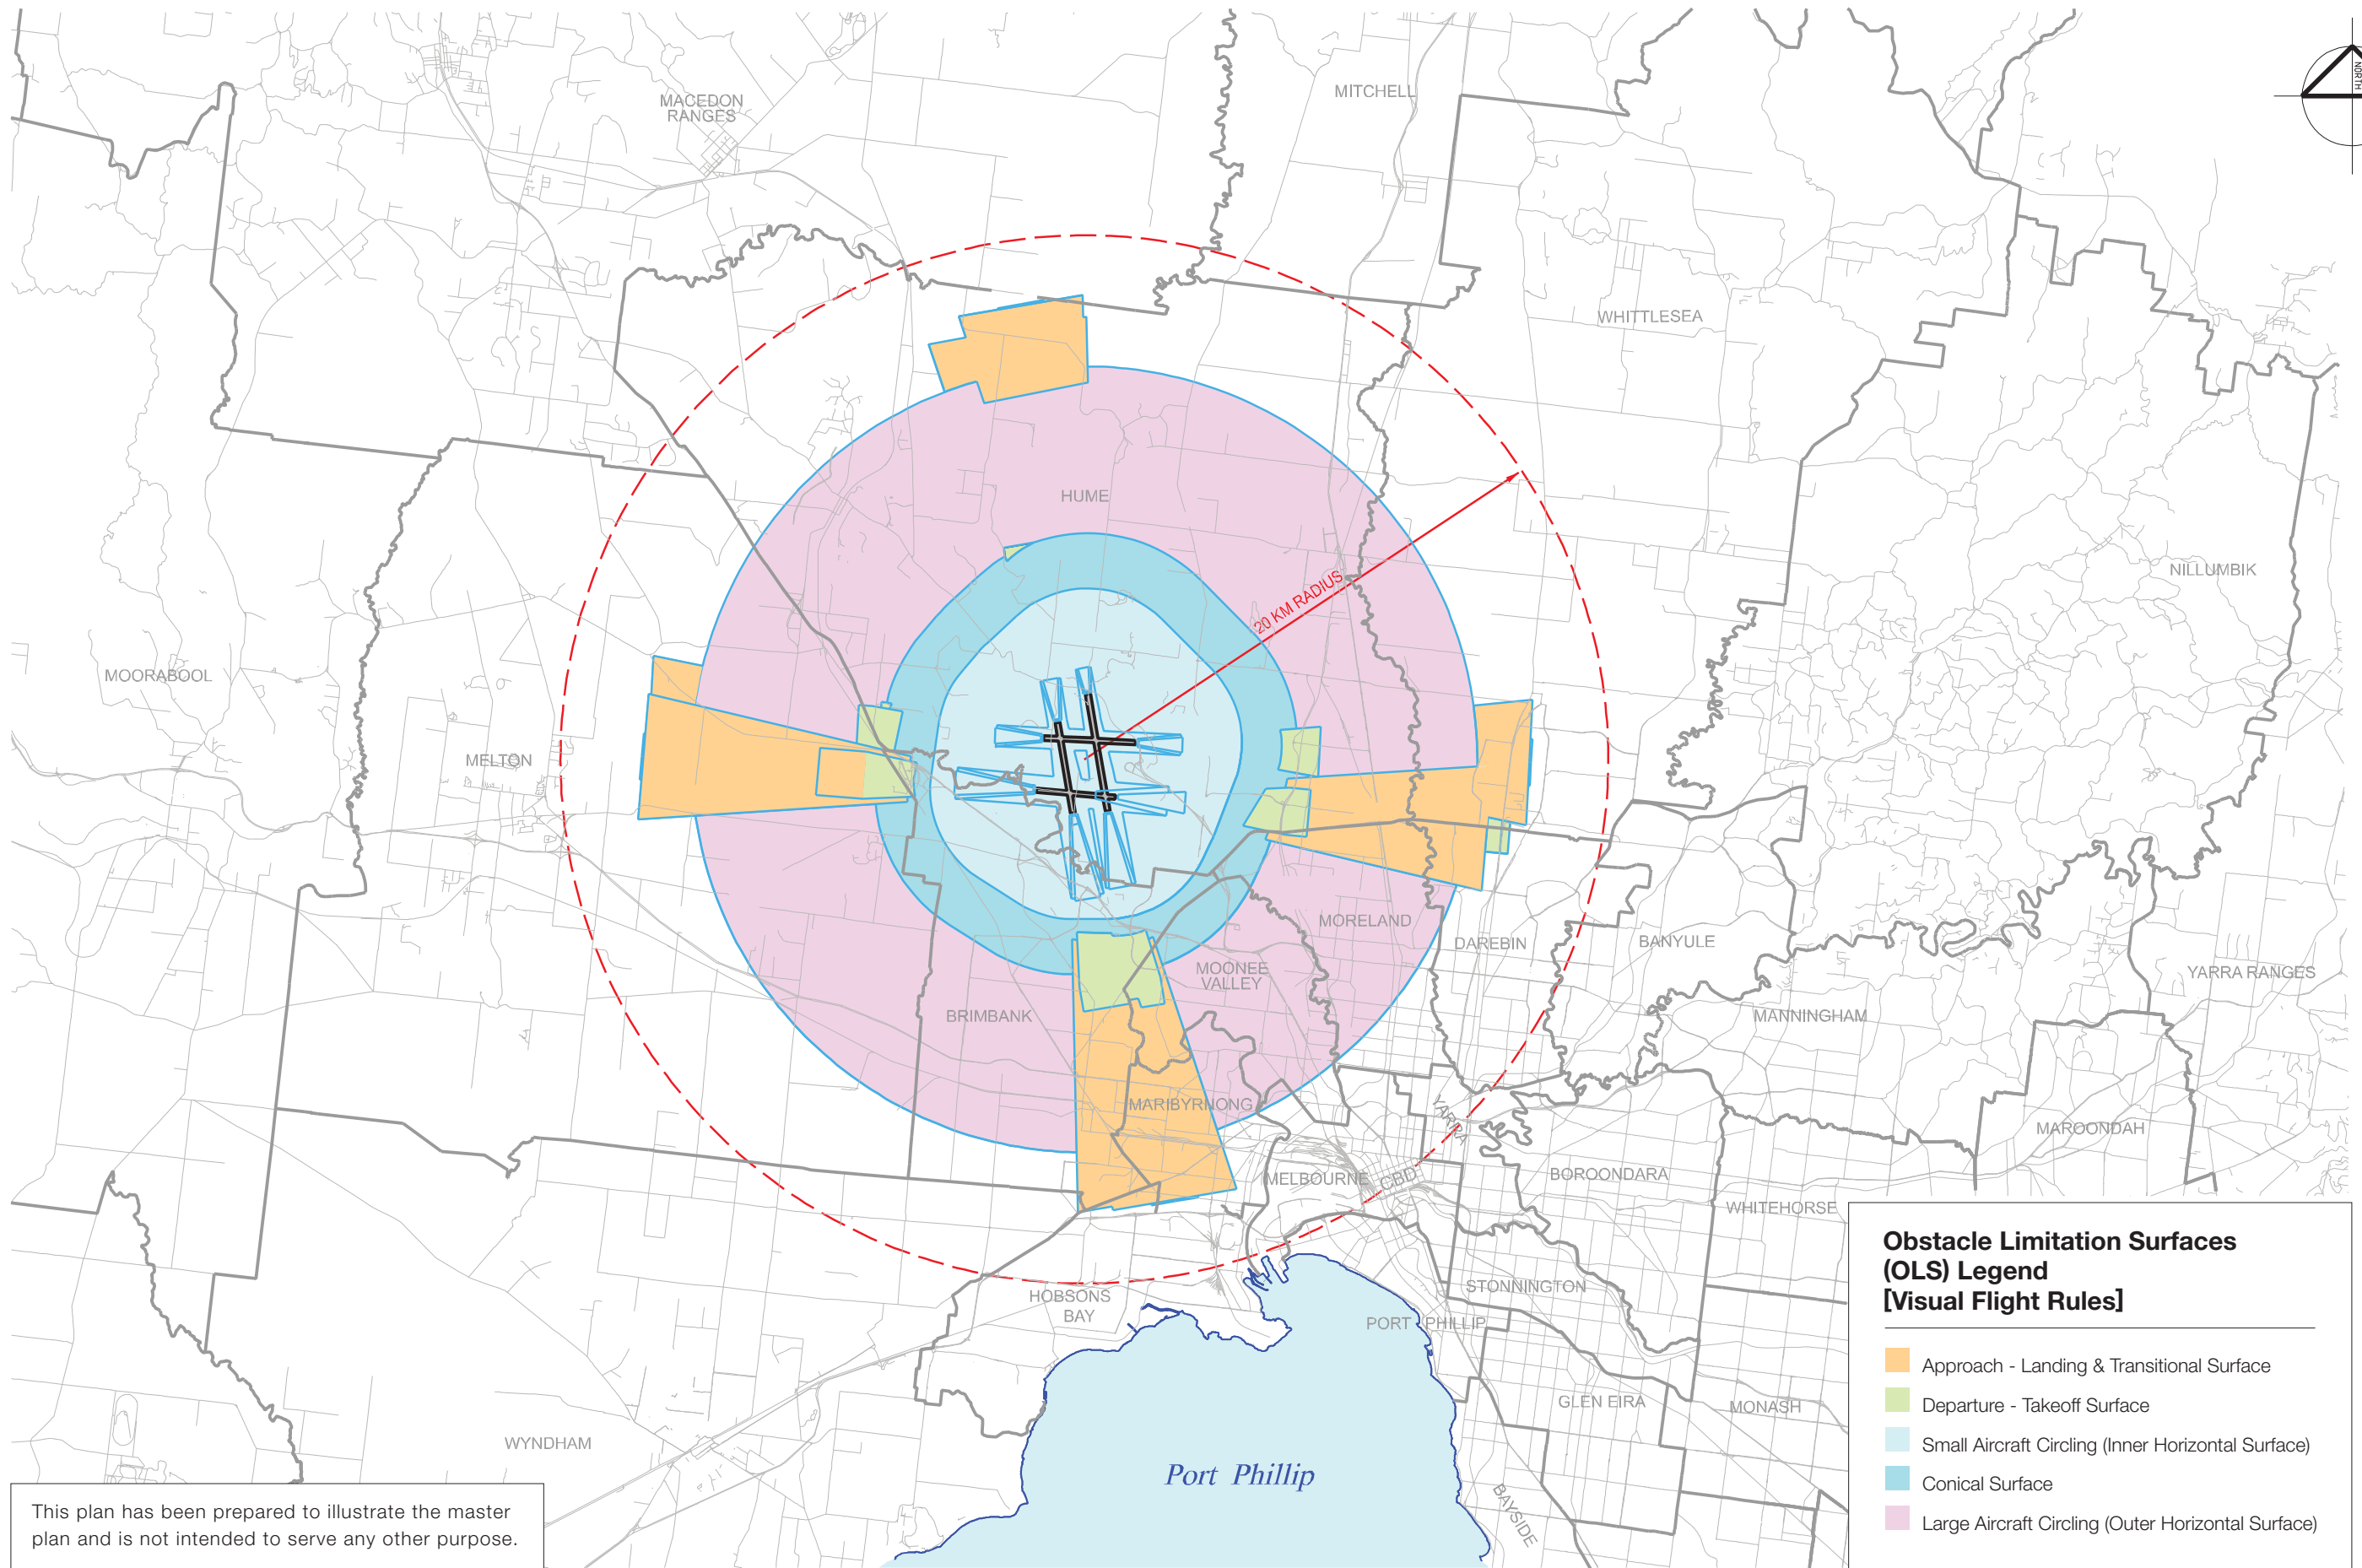 MACEDON
RANGES
MITCHELL
NORTH
WHITTLESEA
HUME
NILLUMBIK
20 KM RADIUS
MOORABOOL
MELTON
MORELAND
DAREBIN
BANYULE
MOONEE
VALLEY
YARRA RANGES
BRIMBANK
MANNINGHAM
MARIBYRNONG
YARRA
MAROONDAH
MELBOURNE
CBD
BOROONDARA
WHITEHORSE
HOBSONS
BAY
STONNINGTON
PORT PHILLIP
GLEN EIRA
MONASH
WYNDHAM
Port Phillip
BAYSIDE
Obstacle Limitation Surfaces
(OLS) Legend
[Visual Flight Rules]
Approach - Landing & Transitional Surface
Departure - Takeoff Surface
Small Aircraft Circling (Inner Horizontal Surface)
Conical Surface
Large Aircraft Circling (Outer Horizontal Surface)
This plan has been prepared to illustrate the master
plan and is not intended to serve any other purpose.